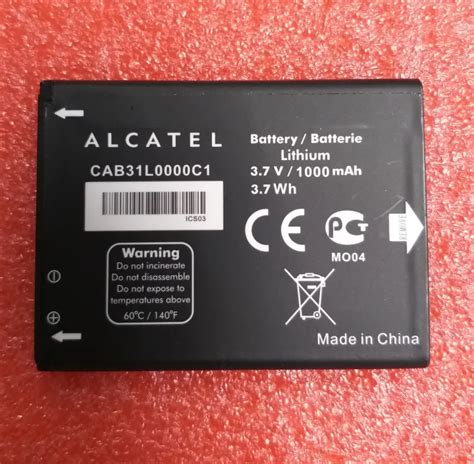 ALCATEL
CAB31L0000C1
ICS03
Battery / Batterie
Lithium
3.7 V / 1000 mAh
3.7 Wh
CE
MO04
Warning
Do not incinerate
Do not disassemble
Do not expose to
temperatures above
60°C / 140°F
Made in China